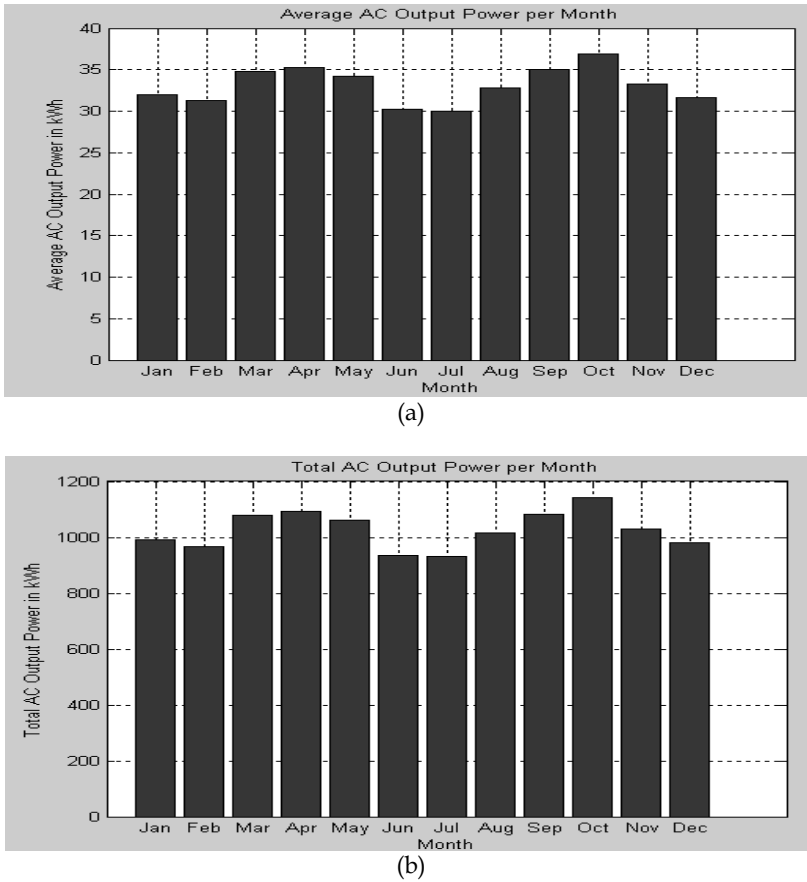 Average AC Output Power per Month
40
35
30
25
20
15
10
5
0
Average AC Output Power in kWh
Jan Feb Mar Apr May Jun Jul Aug Sep Oct Nov Dec
Month
(a)
Total AC Output Power per Month
1200
1000
800
600
400
200
0
Total AC Output Power in kWh
Jan Feb Mar Apr May Jun Jul Aug Sep Oct Nov Dec
Month
(b)